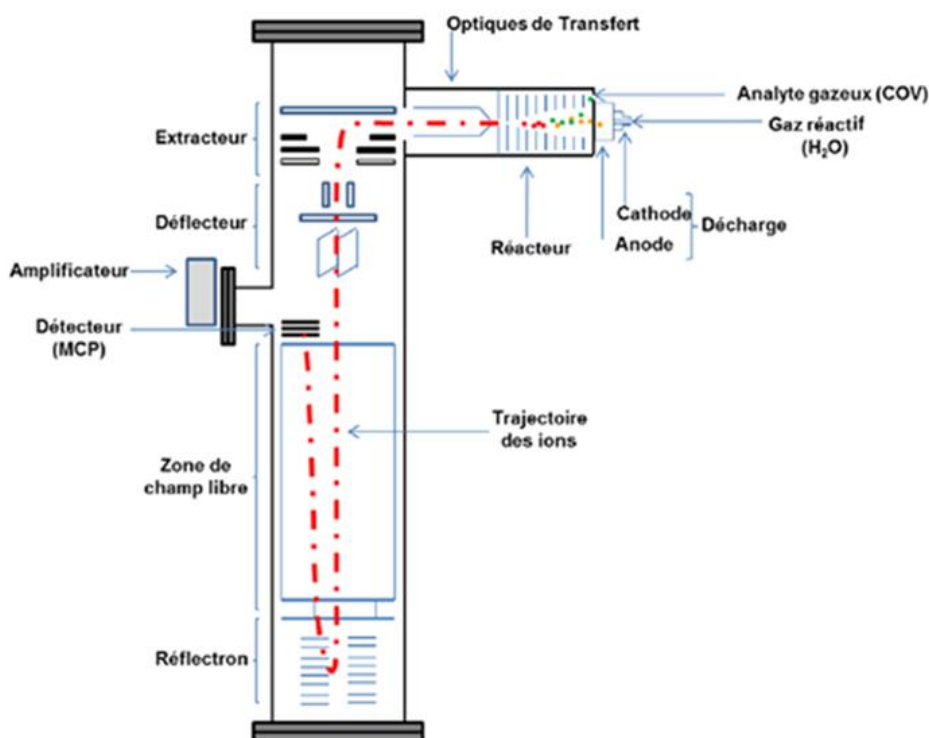 Optiques de Transfert
Analyte gazeux (COV)
Gaz réactif
(H₂O)
Extracteur
Cathode
Décharge
Anode
Réacteur
Déflecteur
Amplificateur
Détecteur
(MCP)
Trajectoire
des ions
Zone de
champ libre
Réflectron